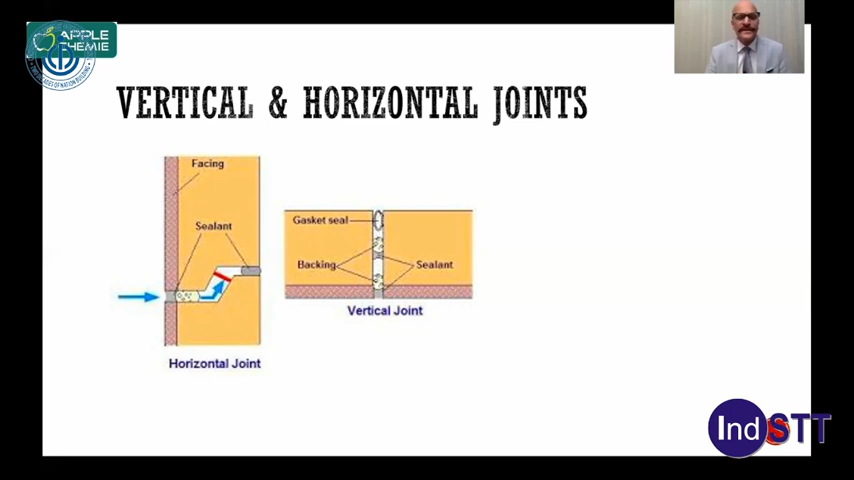 APPLE
CHEMIE
VERTICAL & HORIZONTAL JOINTS
Facing
Sealant
Horizontal Joint
Gasket seal
Backing
Sealant
Vertical Joint
IndSTT